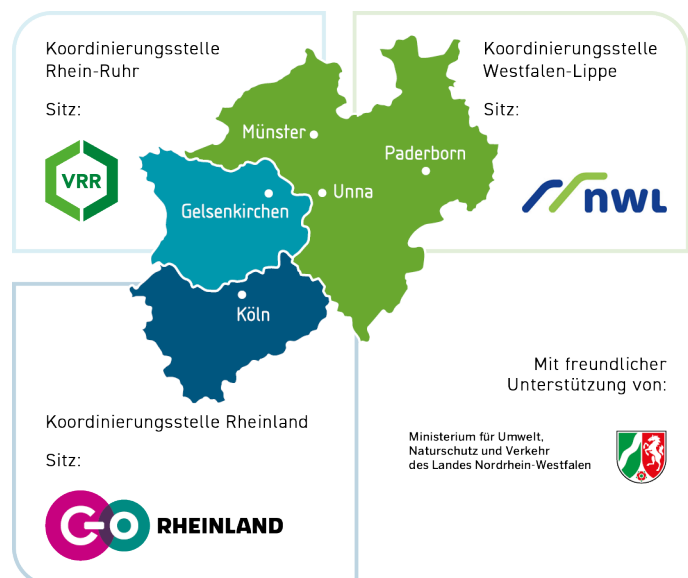 Koordinierungsstelle
Rhein-Ruhr
Sitz:
VRR
Koordinierungsstelle
Westfalen-Lippe
Sitz:
nwl
Münster
Paderborn
Unna
Gelsenkirchen
Köln
Koordinierungsstelle Rheinland
Sitz:
GO RHEINLAND
Mit freundlicher
Unterstützung von:
Ministerium für Umwelt,
Naturschutz und Verkehr
des Landes Nordrhein-Westfalen